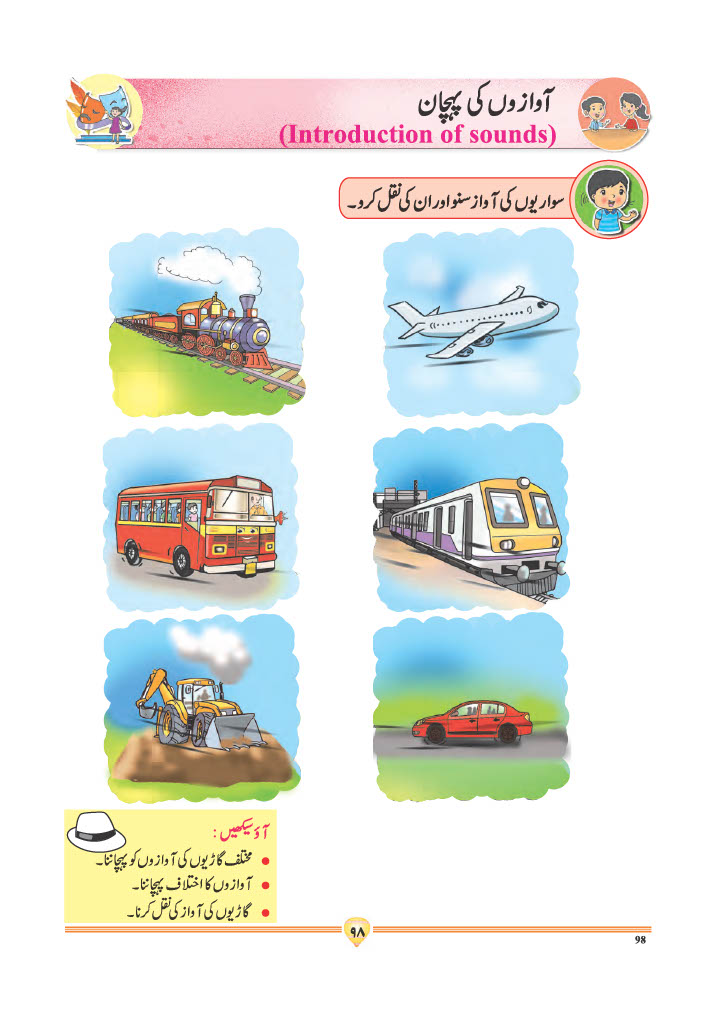 آوازوں کی پہچان
(Introduction of sounds)
سواریوں کی آواز سنو اور ان کی نقل کرو۔
آؤ سیکھیں :
● مختلف گاڑیوں کی آوازوں کو پہچاننا۔
● آوازوں کا اختلاف پہچاننا۔
● گاڑیوں کی آواز کی نقل کرنا۔
۹۸
98